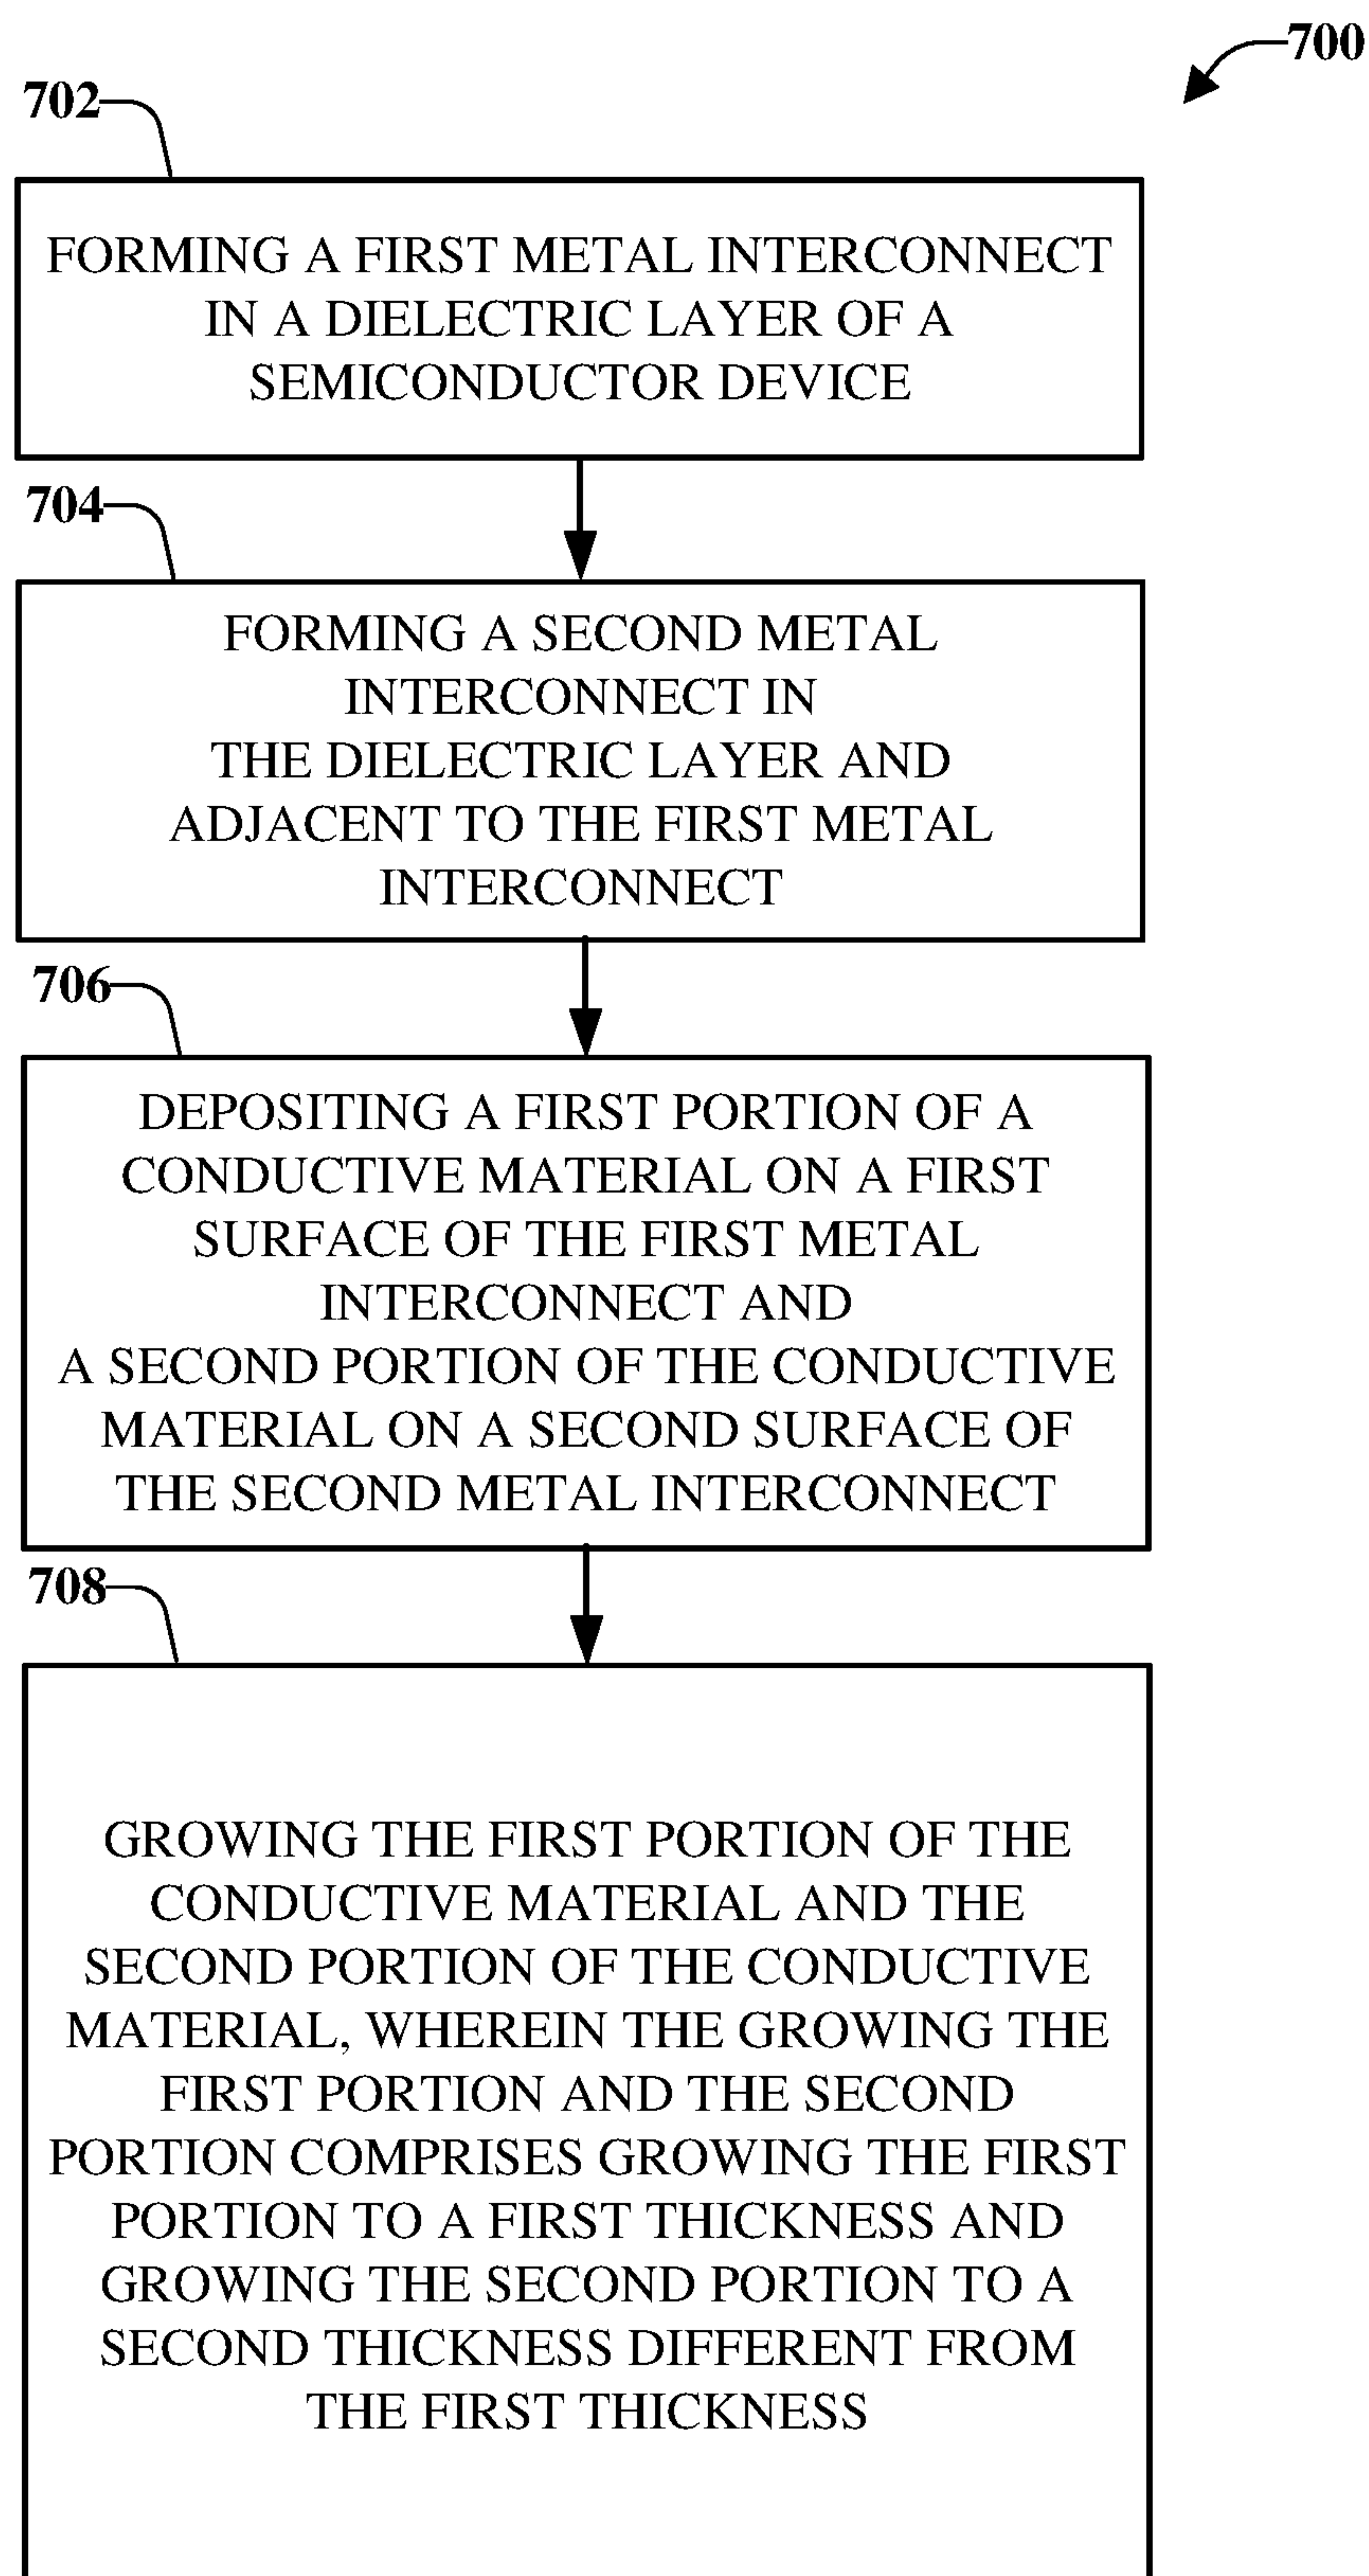 700
702
FORMING A FIRST METAL INTERCONNECT
IN A DIELECTRIC LAYER OF A
SEMICONDUCTOR DEVICE
704
FORMING A SECOND METAL
INTERCONNECT IN
THE DIELECTRIC LAYER AND
ADJACENT TO THE FIRST METAL
INTERCONNECT
706
DEPOSITING A FIRST PORTION OF A
CONDUCTIVE MATERIAL ON A FIRST
SURFACE OF THE FIRST METAL
INTERCONNECT AND
A SECOND PORTION OF THE CONDUCTIVE
MATERIAL ON A SECOND SURFACE OF
THE SECOND METAL INTERCONNECT
708
GROWING THE FIRST PORTION OF THE
CONDUCTIVE MATERIAL AND THE
SECOND PORTION OF THE CONDUCTIVE
MATERIAL, WHEREIN THE GROWING THE
FIRST PORTION AND THE SECOND
PORTION COMPRISES GROWING THE FIRST
PORTION TO A FIRST THICKNESS AND
GROWING THE SECOND PORTION TO A
SECOND THICKNESS DIFFERENT FROM
THE FIRST THICKNESS